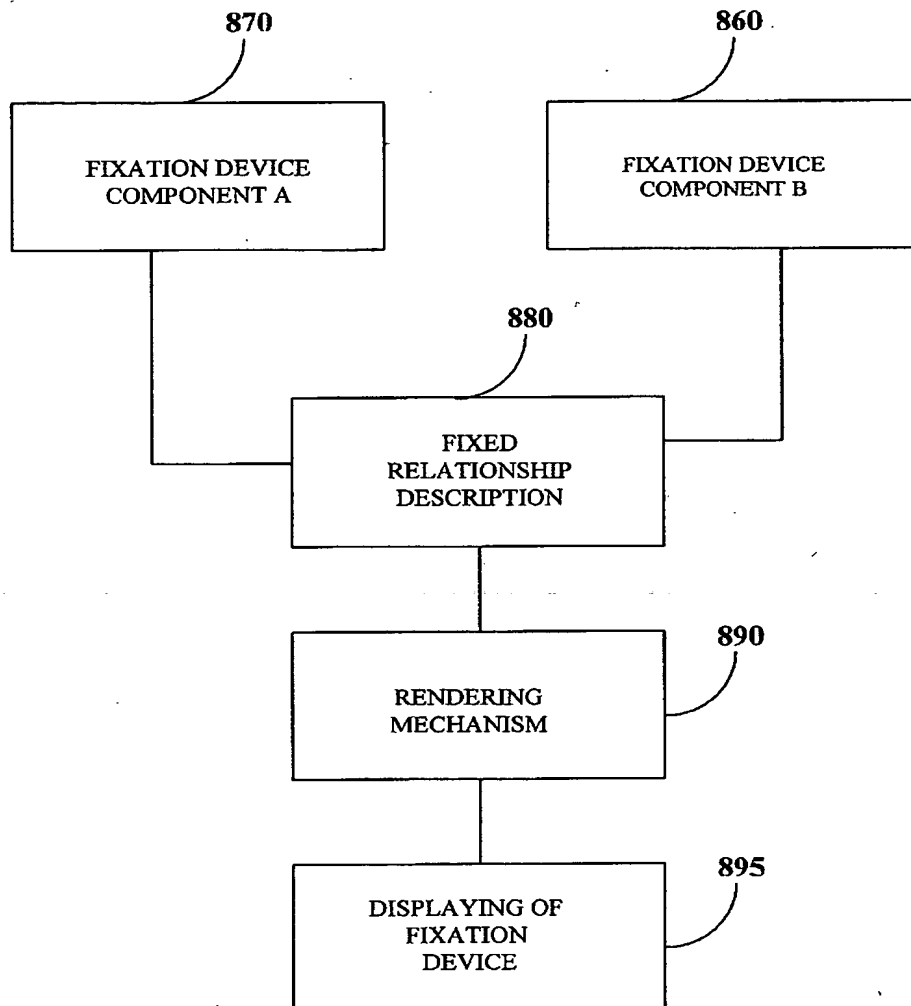 870
860
FIXATION DEVICE
COMPONENT A
FIXATION DEVICE
COMPONENT B
880
FIXED
RELATIONSHIP
DESCRIPTION
890
RENDERING
MECHANISM
895
DISPLAYING OF
FIXATION
DEVICE